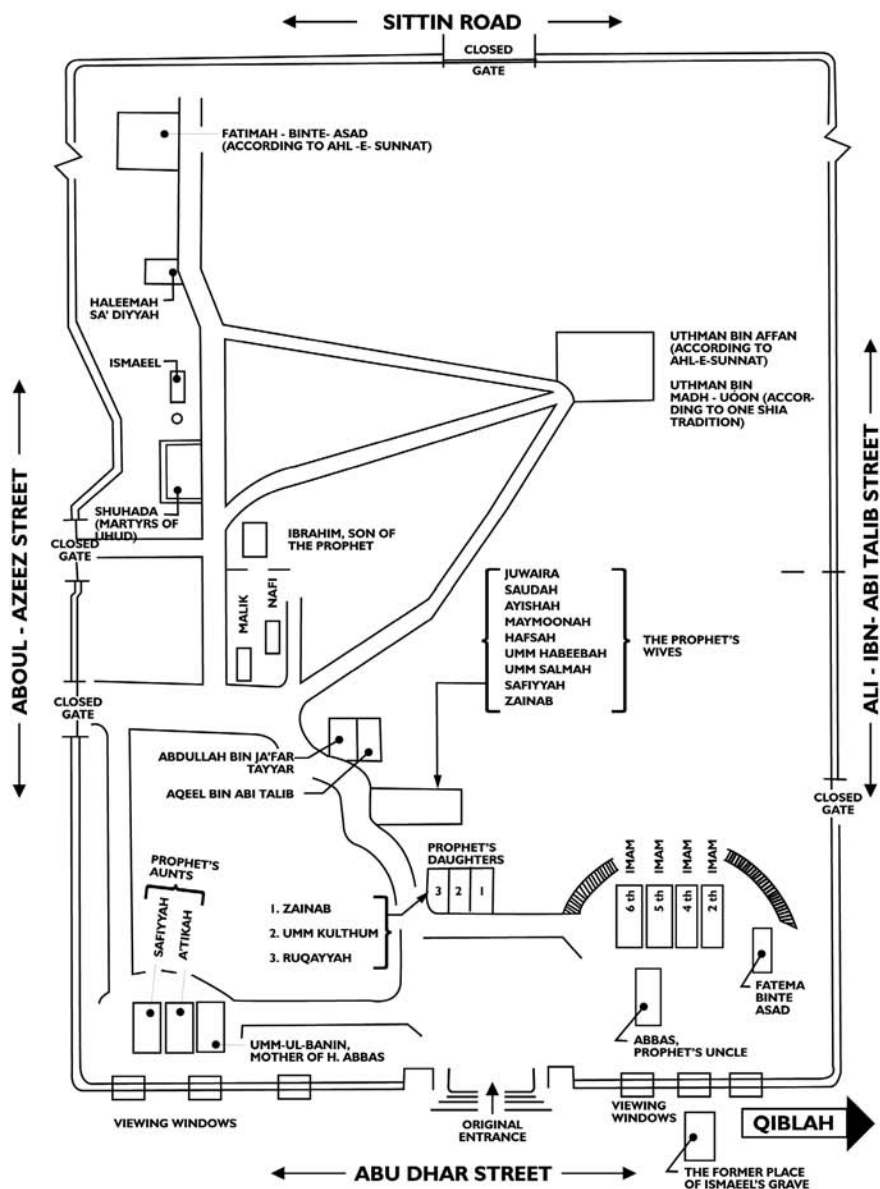 SITTIN ROAD
CLOSED
GATE
FATIMAH - BINTE- ASAD
(ACCORDING TO AHL -E- SUNNAT)
HALEEMAH
SA' DIYYAH
ISMAEEL
SHUHADA
(MARTYRS OF
UHUD)
CLOSED
GATE
UTHMAN BIN AFFAN
(ACCORDING TO
AHL-E-SUNNAT)
UTHMAN BIN
MADH - UOON (ACCOR-
DING TO ONE SHIA
TRADITION)
ABOUL - AZEEZ STREET
ALI - IBN- ABI TALIB STREET
IBRAHIM, SON OF
THE PROPHET
MALIK
NAFI
JUWAIRA
SAUDAH
AYISHAH
MAYMOONAH
HAFSAH
UMM HABEEBAH
UMM SALMAH
SAFIYYAH
ZAINAB
THE PROPHET'S
WIVES
CLOSED
GATE
ABDULLAH BIN JA'FAR
TAYYAR
AQEEL BIN ABI TALIB
CLOSED
GATE
PROPHET'S
AUNTS
SAFIYYAH
A'TIKAH
PROPHET'S
DAUGHTERS
3 2 1
1. ZAINAB
2. UMM KULTHUM
3. RUQAYYAH
6 th IMAM
5 th IMAM
4 th IMAM
2 th IMAM
FATEMA
BINTE
ASAD
ABBAS,
PROPHET'S UNCLE
UMM-UL-BANIN,
MOTHER OF H. ABBAS
VIEWING WINDOWS
ORIGINAL
ENTRANCE
VIEWING
WINDOWS
QIBLAH
ABU DHAR STREET
THE FORMER PLACE
OF ISMAEEL'S GRAVE